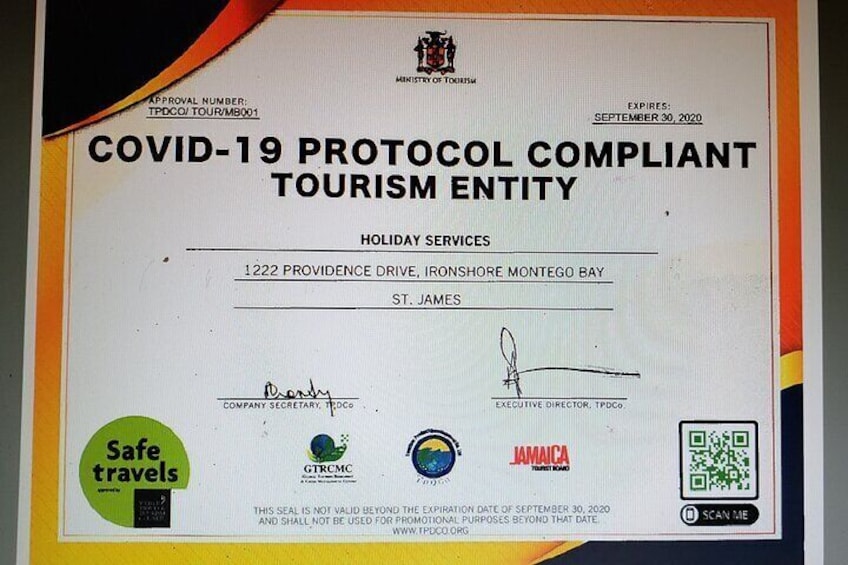 MINISTRY OF TOURISM
APPROVAL NUMBER:
TPDCO/ TOUR/MB001
EXPIRES:
SEPTEMBER 30, 2020
COVID-19 PROTOCOL COMPLIANT
TOURISM ENTITY
HOLIDAY SERVICES
1222 PROVIDENCE DRIVE, IRONSHORE MONTEGO BAY
ST. JAMES
COMPANY SECRETARY, TPDCo
EXECUTIVE DIRECTOR, TPDCo.
Safe
travels
GTRCMC
JAMAICA
TOURIST BOARD
SCAN ME
THIS SEAL IS NOT VALID BEYOND THE EXPIRATION DATE OF SEPTEMBER 30, 2020
AND SHALL NOT BE USED FOR PROMOTIONAL PURPOSES BEYOND THAT DATE.
WWW.TPDCO.ORG